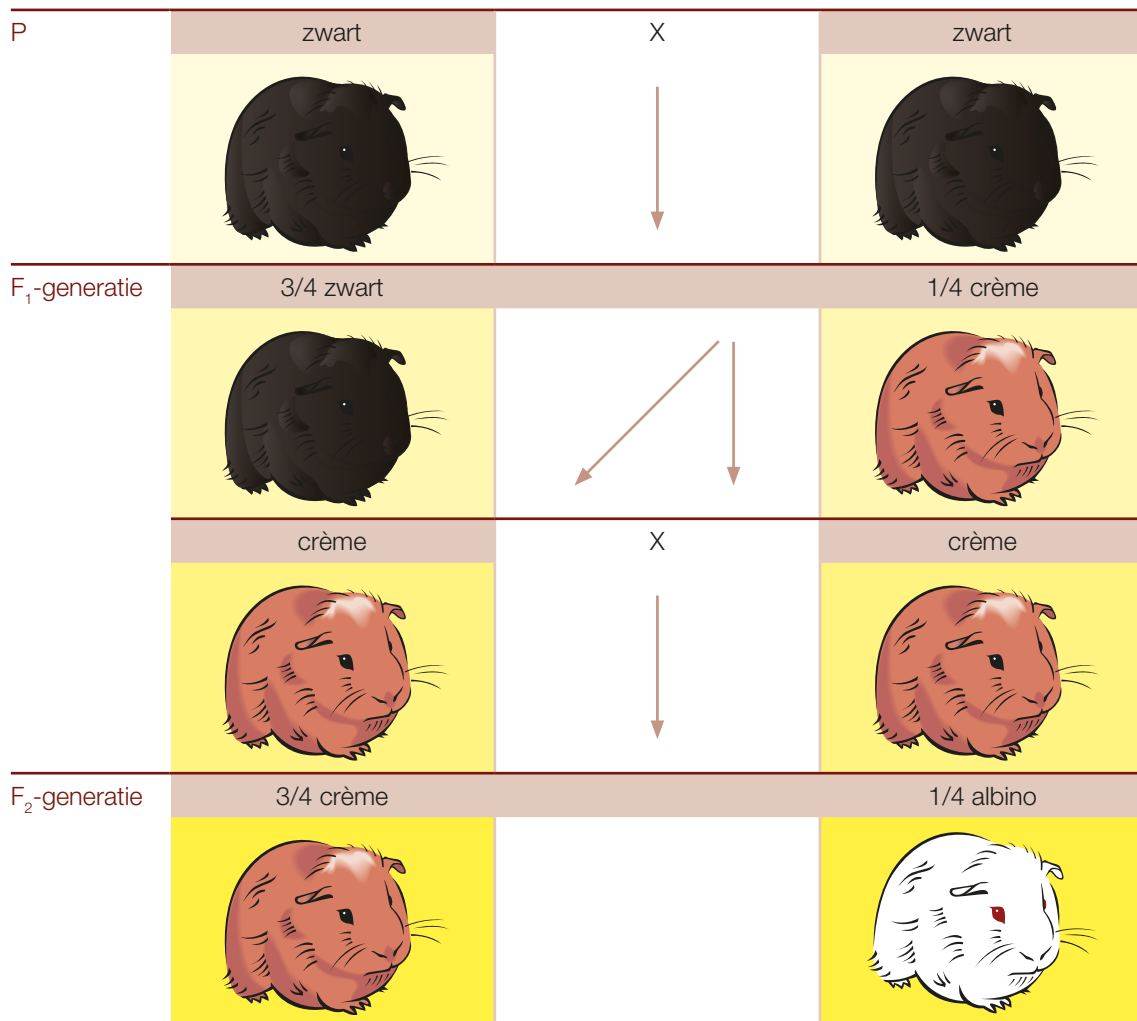 P zwart X zwart
F₁-generatie 3/4 zwart 1/4 crème
crème X crème
F₂-generatie 3/4 crème 1/4 albino